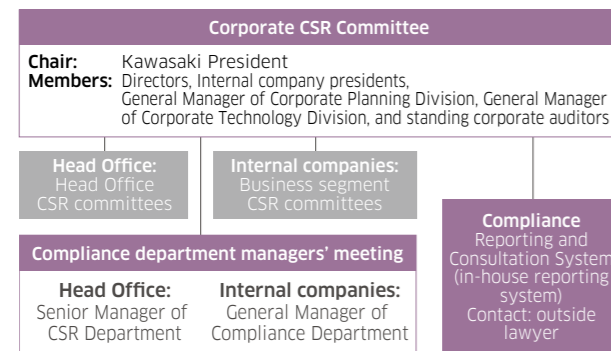 Corporate CSR Committee
Chair: Kawasaki President
Members: Directors, Internal company presidents,
General Manager of Corporate Planning Division, General Manager
of Corporate Technology Division, and standing corporate auditors
Head Office:
Head Office
CSR committees
Internal companies:
Business segment
CSR committees
Compliance department managers' meeting
Head Office:
Senior Manager of
CSR Department
Internal companies:
General Manager of
Compliance Department
Compliance
Reporting and
Consultation System
(in-house reporting
system)
Contact: outside
lawyer